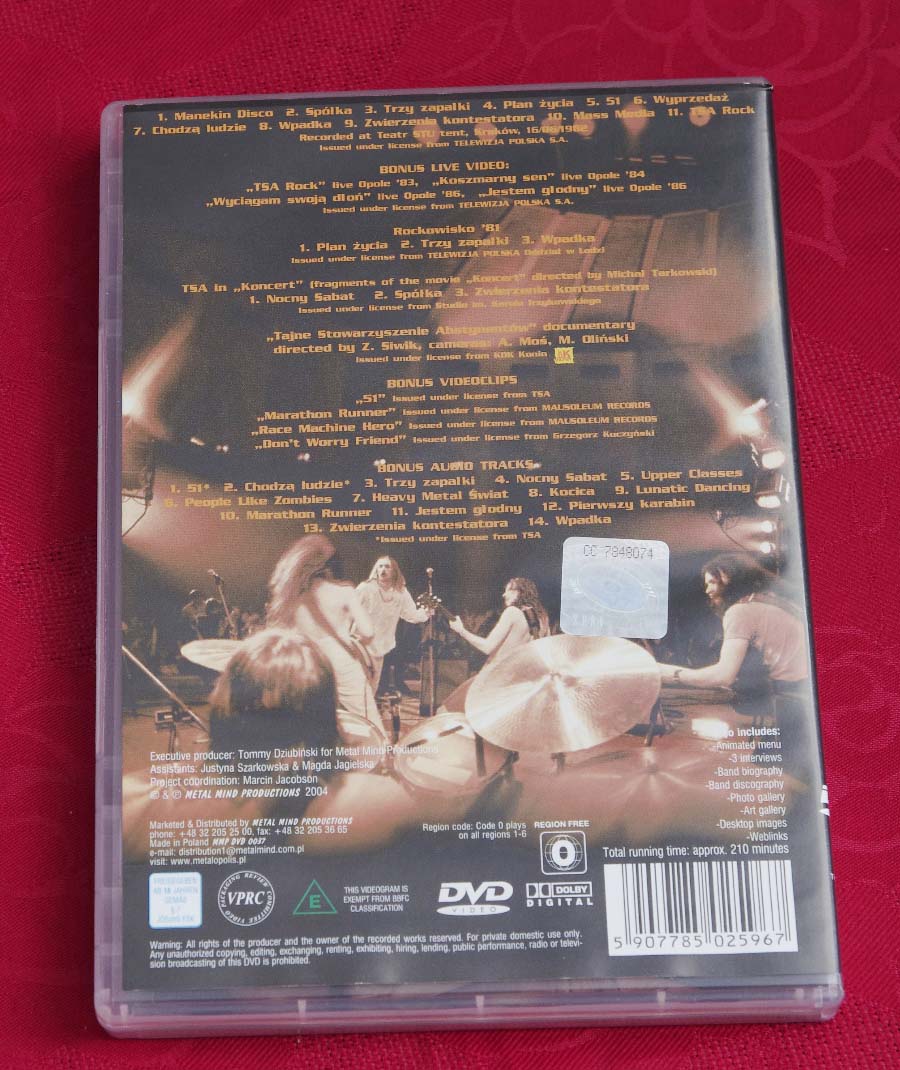 1. Manekin Disco 2. Spółka 3. Trzy zapałki 4. Plan życia 5. 51 6. Wyprzedaż
7. Chodzą ludzie 8. Wpadka 9. Zwierzenia kontestatora 10. Mass Media 11. TSA Rock
Recorded at Teatr STU tent, Kraków, 16/06/1982
Issued under license from TELEWIZJA POLSKA S.A.
BONUS LIVE VIDEO:
„TSA Rock” live Opole '83, „Koszmarny sen” live Opole '84
„Wyciągam swoją dłoń” live Opole '86, „Jestem głodny” live Opole '86
Issued under license from TELEWIZJA POLSKA S.A.
Rockowisko '81
1. Plan życia 2. Trzy zapałki 3. Wpadka
Issued under license from TELEWIZJA POLSKA Oddział w Łodzi
TSA in „Koncert” (fragments of the movie „Koncert” directed by Michał Tarkowski)
1. Nocny Sabat 2. Spółka 3. Zwierzenia kontestatora
Issued under license from Studio im. Karola Irzykowskiego
„Tajne Stowarzyszenie Abstynentów” documentary
directed by Z. Siwik, cameras: A. Moś, M. Oliński
Issued under license from KDK Konin
BONUS VIDEOCLIPS
„51” Issued under license from TSA
„Marathon Runner” Issued under license from MAUSOLEUM RECORDS
„Race Machine Hero” Issued under license from MAUSOLEUM RECORDS
„Don't Worry Friend” Issued under license from Grzegorz Kuczyński
BONUS AUDIO TRACKS
1. 51* 2. Chodzą ludzie* 3. Trzy zapałki 4. Nocny Sabat 5. Upper Classes
6. People Like Zombies 7. Heavy Metal Świat 8. Kocica 9. Lunatic Dancing
10. Marathon Runner 11. Jestem głodny 12. Pierwszy karabin
13. Zwierzenia kontestatora 14. Wpadka
*Issued under license from TSA
CC 7848074
Executive producer: Tommy Dziubiński for Metal Mind Productions
Assistants: Justyna Szarkowska & Magda Jagielska
Project coordination: Marcin Jacobson
© & ℗ METAL MIND PRODUCTIONS 2004
includes:
-Animated menu
-3 interviews
-Band biography
-Band discography
-Photo gallery
-Art gallery
-Desktop images
-Weblinks
Total running time: approx. 210 minutes
Marketed & Distributed by METAL MIND PRODUCTIONS
phone: +48 32 205 25 00, fax: +48 32 205 36 65
Made in Poland MMP DVD 0037
e-mail: distribution1@metalmind.com.pl
visit: www.metalopolis.pl
Region code: Code 0 plays
on all regions 1-6
REGION FREE
0
FREIGEGEBEN
AB JAHREN
GEMÄß
VPRC
VIDEO PACKAGING REVIEW COMMITTEE
E
THIS VIDEOGRAM IS
EXEMPT FROM BBFC
CLASSIFICATION
DVD
VIDEO
DOLBY
DIGITAL
5 907785 025967
Warning: All rights of the producer and the owner of the recorded works reserved. For private domestic use only.
Any unauthorized copying, editing, exchanging, renting, exhibiting, hiring, lending, public performance, radio or televi-
sion broadcasting of this DVD is prohibited.